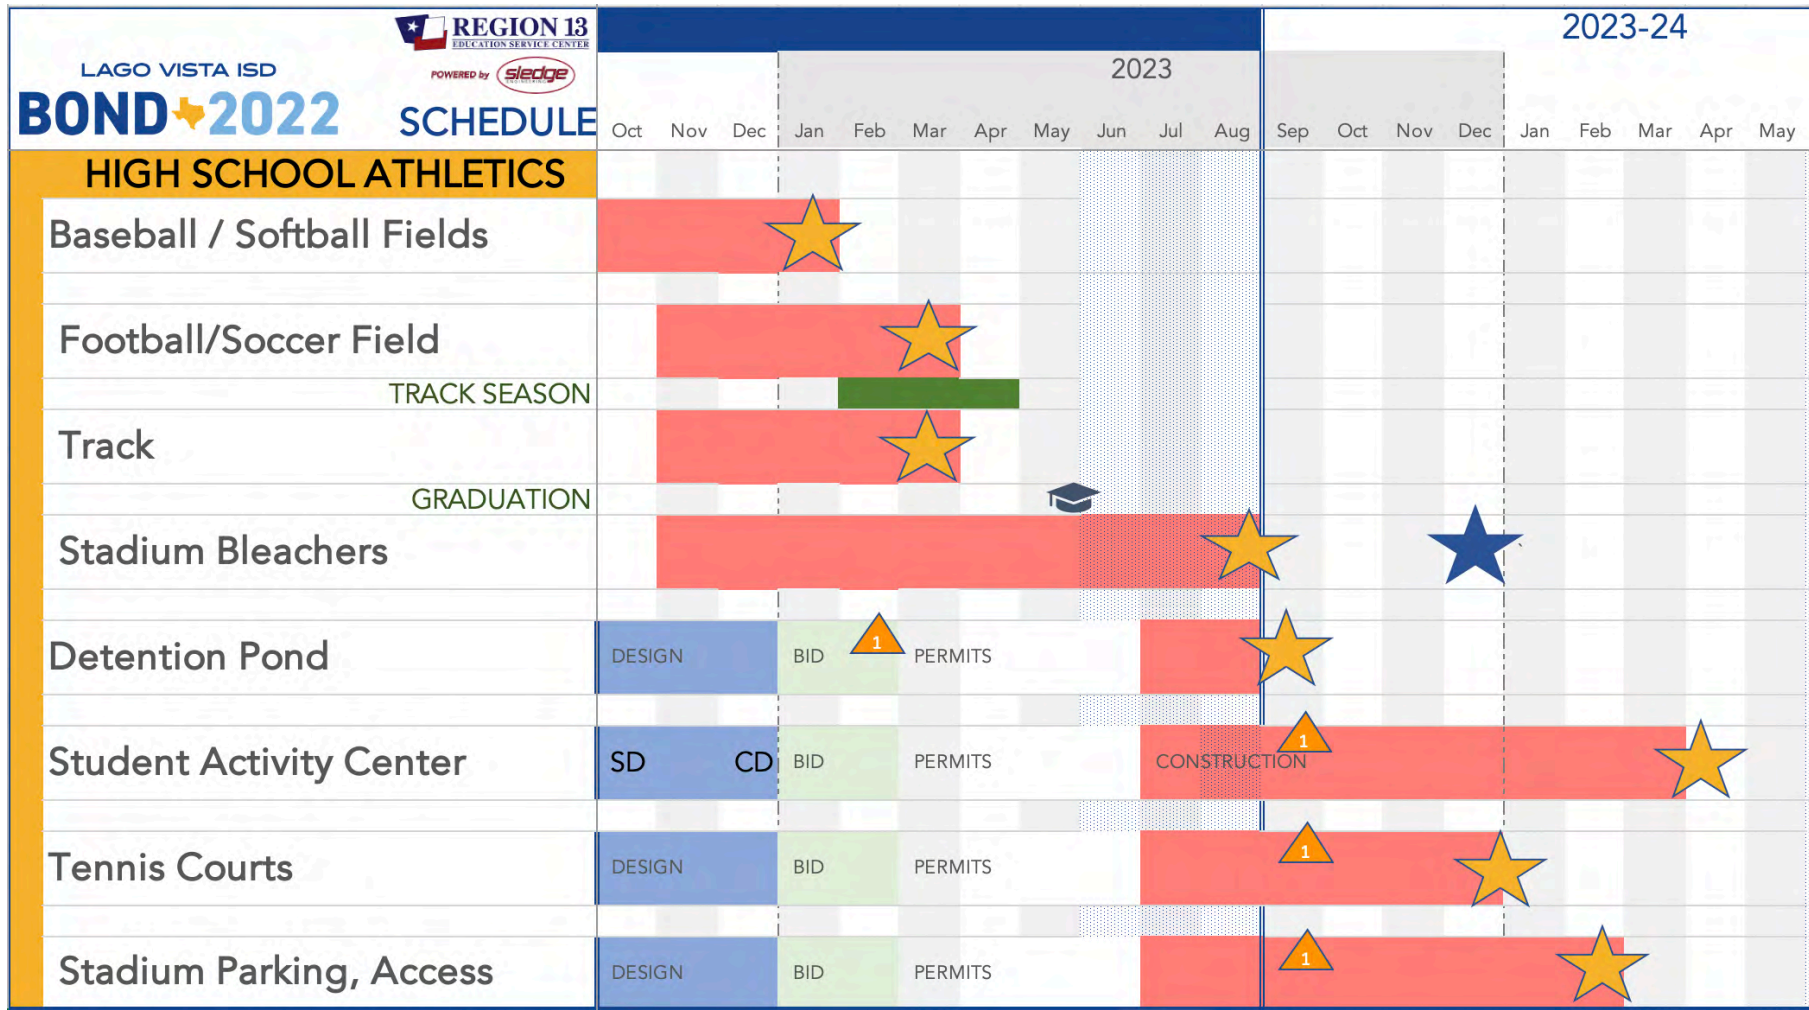 REGION 13
EDUCATION SERVICE CENTER
2023-24
LAGO VISTA ISD
POWERED by sledge
ENGINEERING
2023
BOND 2022
SCHEDULE
Oct Nov Dec Jan Feb Mar Apr May Jun Jul Aug Sep Oct Nov Dec Jan Feb Mar Apr May
HIGH SCHOOL ATHLETICS
Baseball / Softball Fields
Football/Soccer Field
TRACK SEASON
Track
GRADUATION
Stadium Bleachers
Detention Pond DESIGN BID 1 PERMITS
Student Activity Center SD CD BID PERMITS CONSTRUCTION 1
Tennis Courts DESIGN BID PERMITS 1
Stadium Parking, Access DESIGN BID PERMITS 1